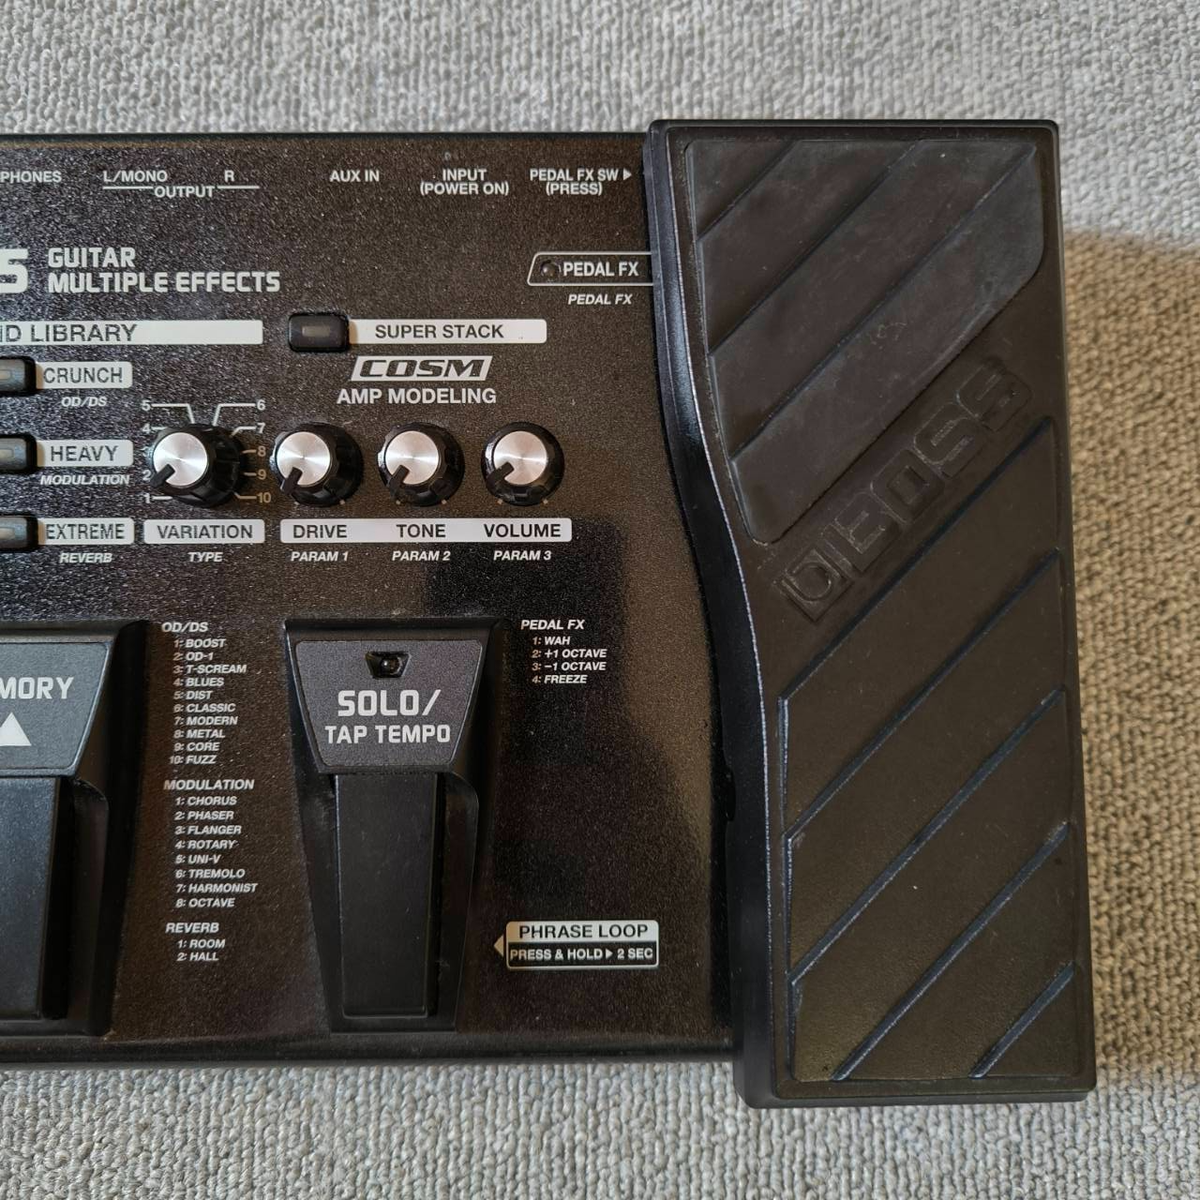 PHONES L/MONO R AUX IN INPUT PEDAL FX SW ▶
OUTPUT (POWER ON) (PRESS)
5 GUITAR
MULTIPLE EFFECTS
PEDAL FX
PEDAL FX
ND LIBRARY SUPER STACK
COSM
AMP MODELING
CRUNCH
OD/DS
5 6
4 7
HEAVY 8
MODULATION 2 9
1 10
EXTREME VARIATION DRIVE TONE VOLUME
REVERB TYPE PARAM 1 PARAM 2 PARAM 3
BOSS
MORY
▲
OD/DS
1: BOOST
2: OD-1
3: T-SCREAM
4: BLUES
5: DIST
6: CLASSIC
7: MODERN
8: METAL
9: CORE
10: FUZZ
MODULATION
1: CHORUS
2: PHASER
3: FLANGER
4: ROTARY
5: UNI-V
6: TREMOLO
7: HARMONIST
8: OCTAVE
REVERB
1: ROOM
2: HALL
SOLO/
TAP TEMPO
PEDAL FX
1: WAH
2: +1 OCTAVE
3: −1 OCTAVE
4: FREEZE
PHRASE LOOP
PRESS & HOLD ▶ 2 SEC